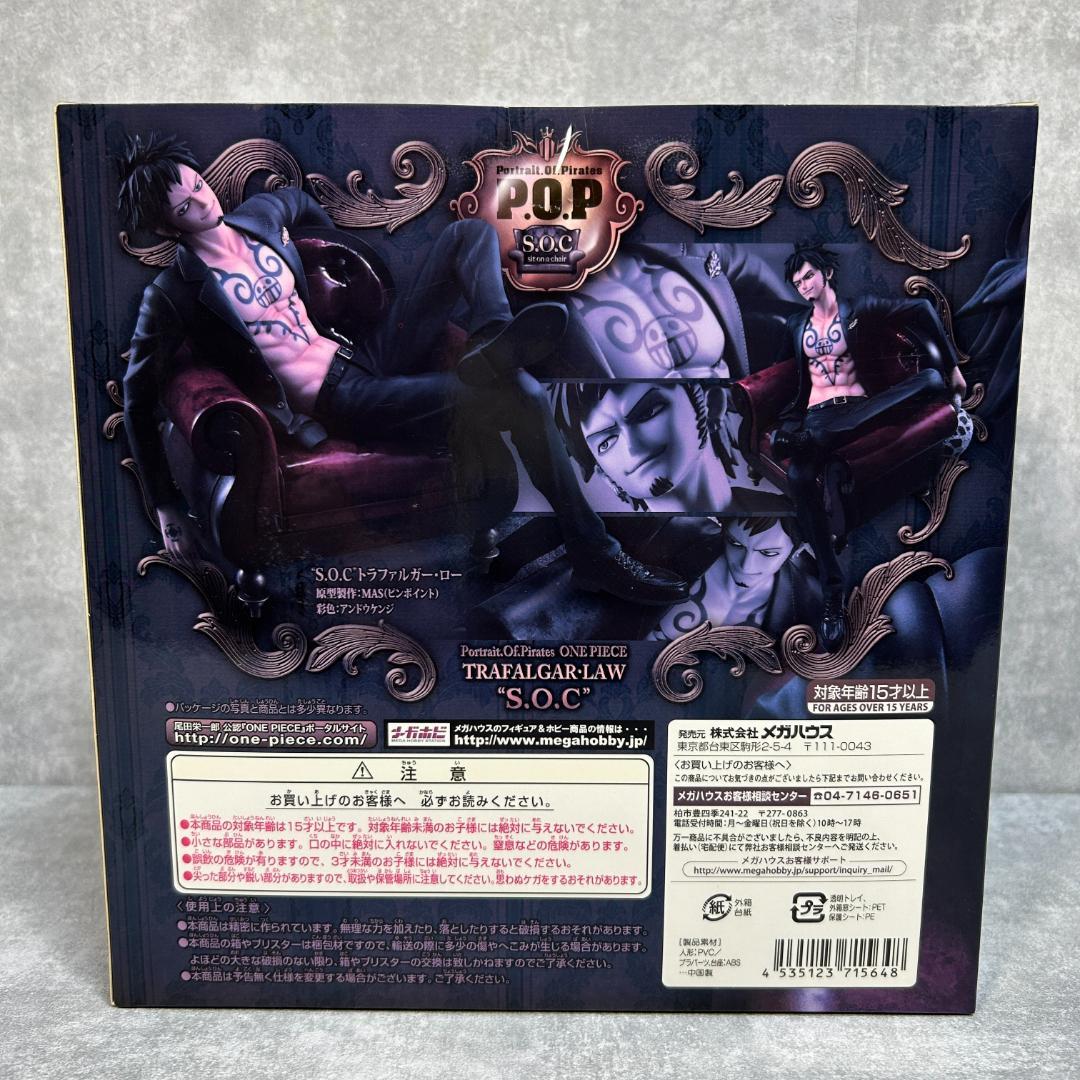 Portrait.Of.Pirates
P.O.P
S.O.C
sit on a chair
"S.O.C"トラファルガー・ロー
原型製作:MAS(ピンポイント)
彩色:アンドウケンジ
Portrait.Of.Pirates ONE PIECE
TRAFALGAR・LAW
"S.O.C"
●パッケージの写真と商品とは多少異なります。
対象年齢15才以上
FOR AGES OVER 15 YEARS
尾田栄一郎 公認「ONE PIECE」ポータルサイト
http://one-piece.com/
メガホビ
MEGA HOBBY STATION
メガハウスのフィギュア&ホビー商品の情報は・・・
http://www.megahobby.jp/
⚠ 注意
お買い上げのお客様へ 必ずお読みください。
●本商品の対象年齢は15才以上です。対象年齢未満のお子様には絶対に与えないでください。
●小さな部品があります。口の中に絶対に入れないでください。窒息などの危険があります。
●誤飲の危険が有りますので、3才未満のお子様には絶対に与えないでください。
●尖った部分や鋭い部分がありますので、取扱や保管場所に注意してください。思わぬケガをするおそれがあります。
〈使用上の注意〉
●本商品は精密に作られています。無理な力を加えたり、落としたりすると破損するおそれがあります。
●本商品の箱やブリスターは梱包材ですので、輸送の際に多少の傷やへこみが生じる場合があります。
よほどの大きな破損のない限り、箱やブリスターの交換は致しかねますのでご了承ください。
●本商品は予告無く仕様を変更する場合がございます。ご了承ください。
発売元 株式会社 メガハウス
東京都台東区駒形2-5-4 〒111-0043
〈お買い上げのお客様へ〉
この商品についてお気づきの点がございましたら下記までお問い合わせください。
メガハウスお客様相談センター ☎04-7146-0651
柏市豊四季241-22 〒277-0863
電話受付時間:月〜金曜日(祝日を除く)10時〜17時
万一商品に不具合がございましたら、不良内容を明記の上、
着払い(宅配便)にて弊社お客様相談センターへご発送ください。
メガハウスお客様サポート
http://www.megahobby.jp/support/inquiry_mail/
紙 外箱
台紙
プラ 透明トレイ、
外箱窓シート:PET
保護シート:PE
[製品素材]
人形:PVC/
プラパーツ、台座:ABS
…中国製
4 535123 715648